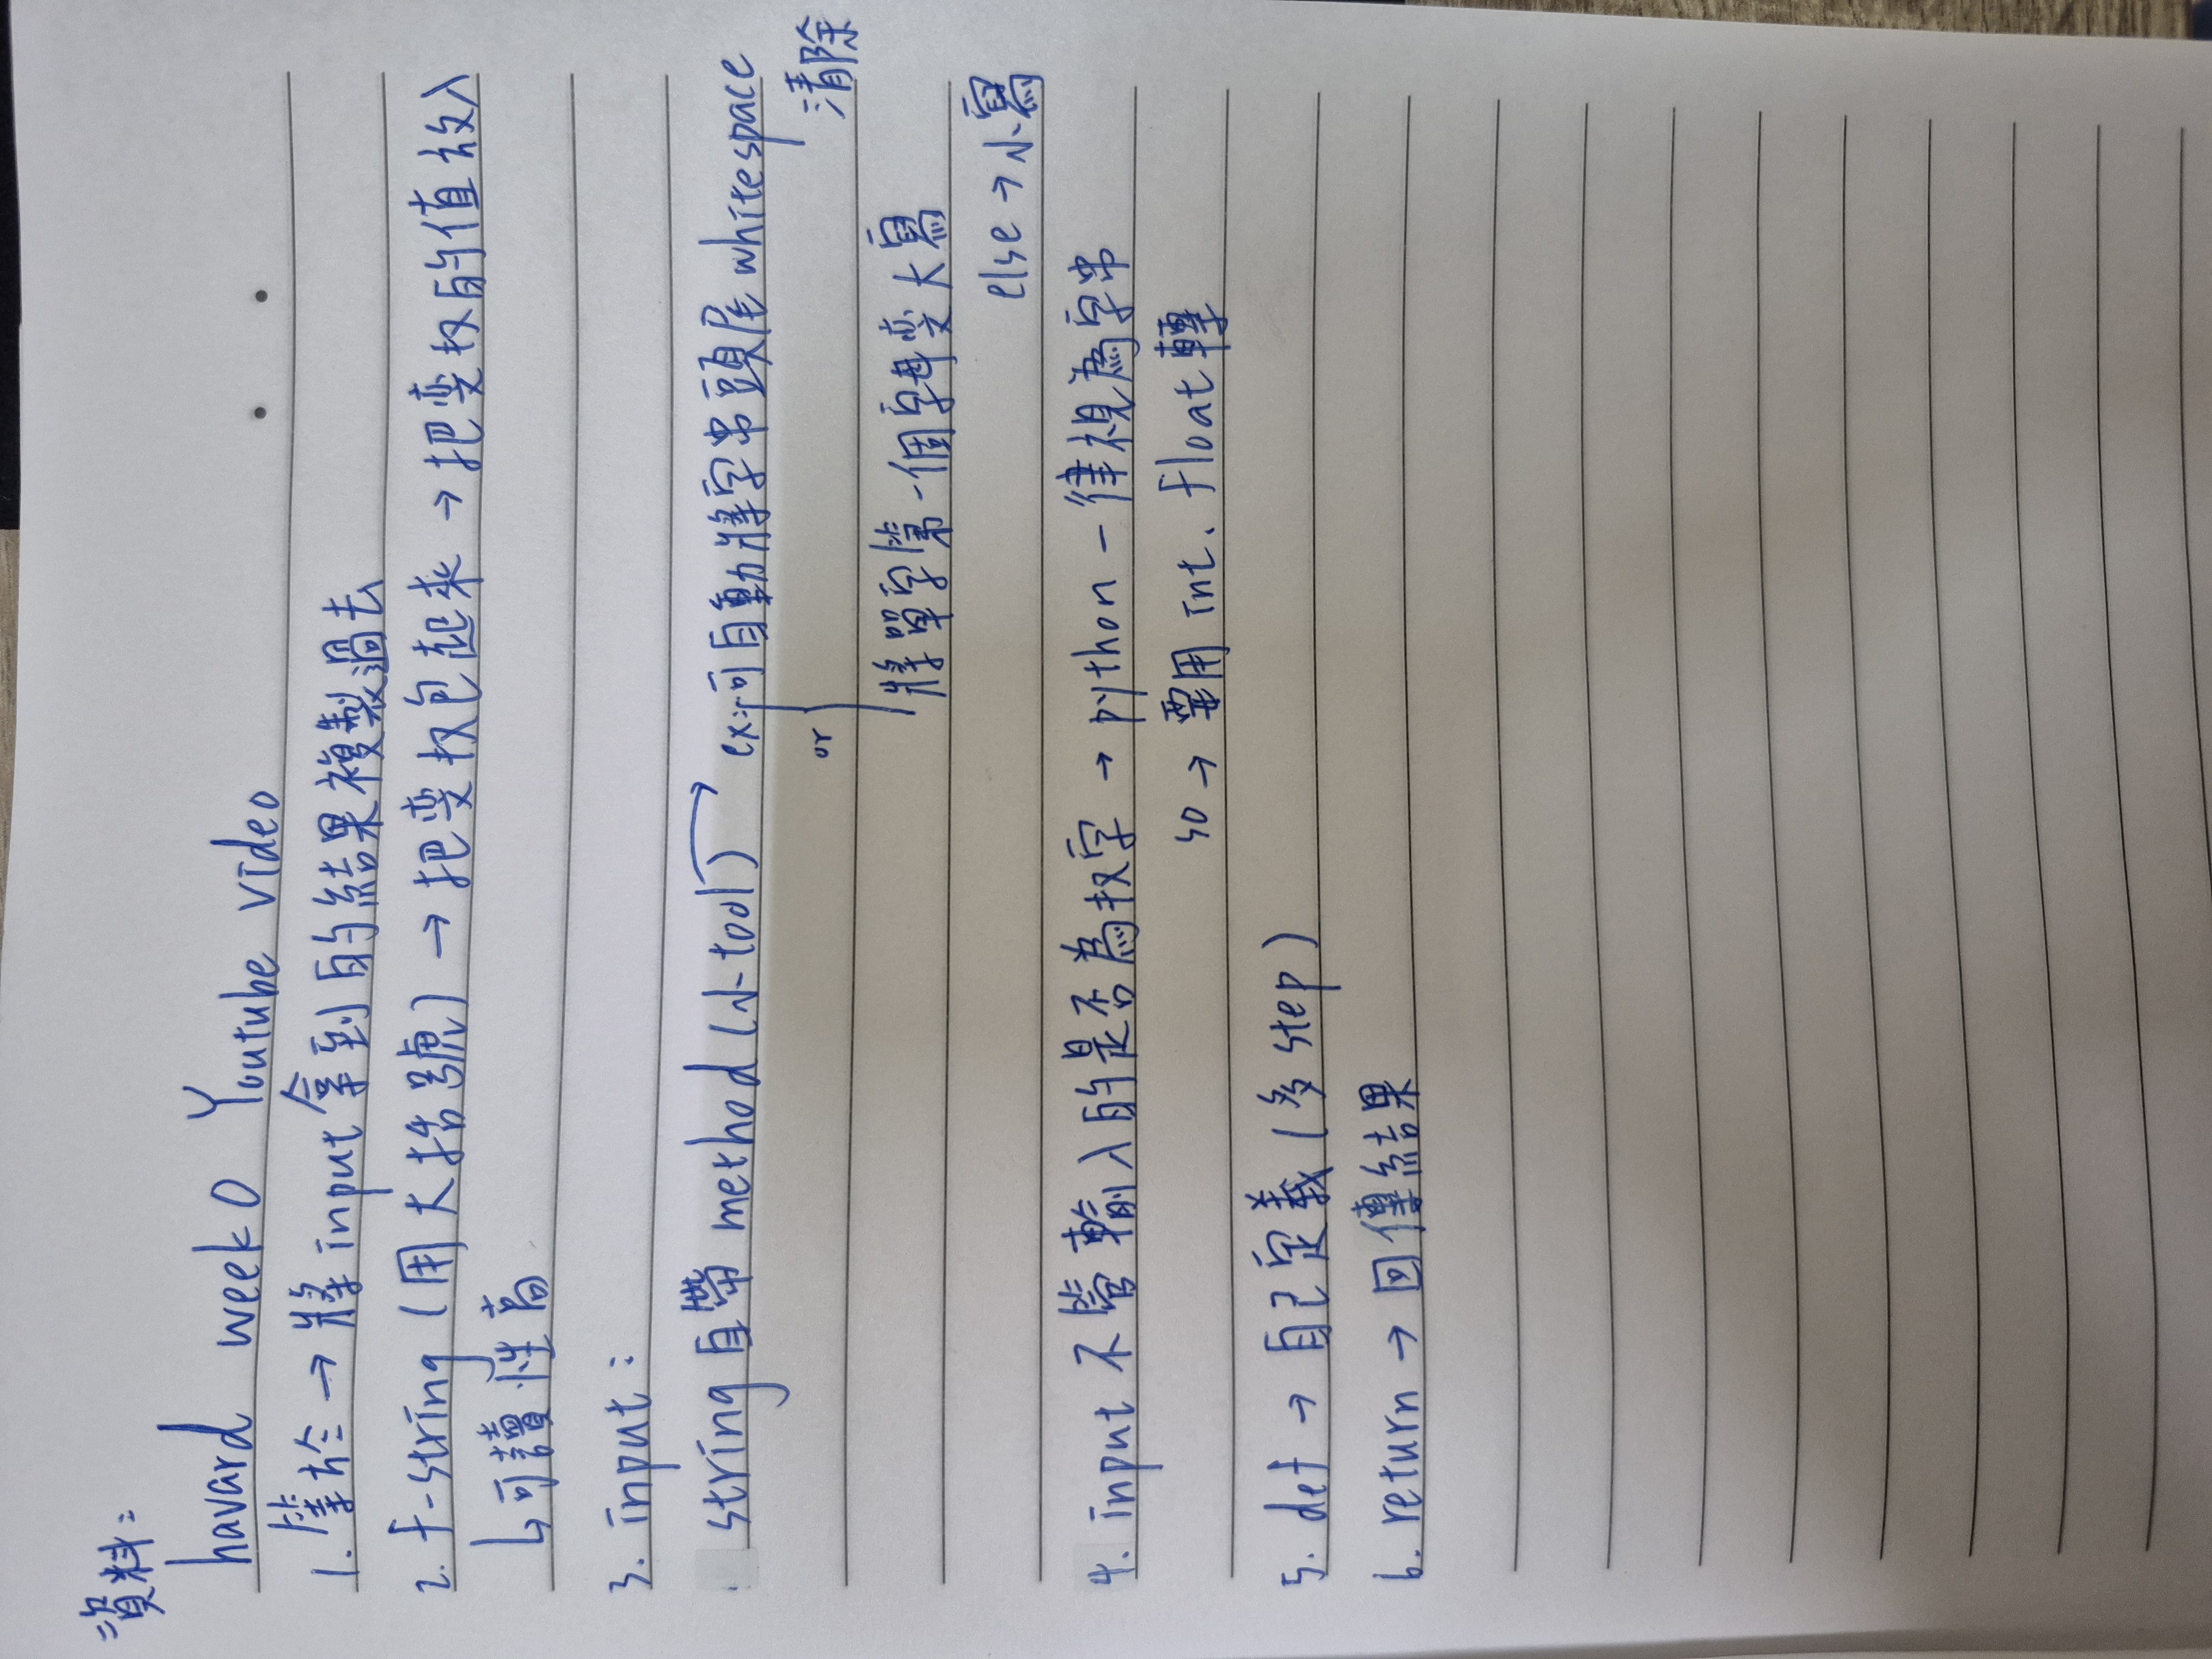 資料:
havard week 0 Youtube video
1. 等於 → 將 input 拿到的結果複製過去
2. f-string (用大括號) → 把变扠包起來 → 把变扠的值放入
↳可讀性高
3. input :
string 自帶 method (小tool) → ex: 可自動將字串頭尾 whitespace
清除
or
將單字第一個字母变大寫
else → 小寫
4. input 不管輸入的是否為扠字 → python 一律視為字串
so → 要用 int、float 轉
5. def → 自己定義 (多 step)
6. return → 回傳結果